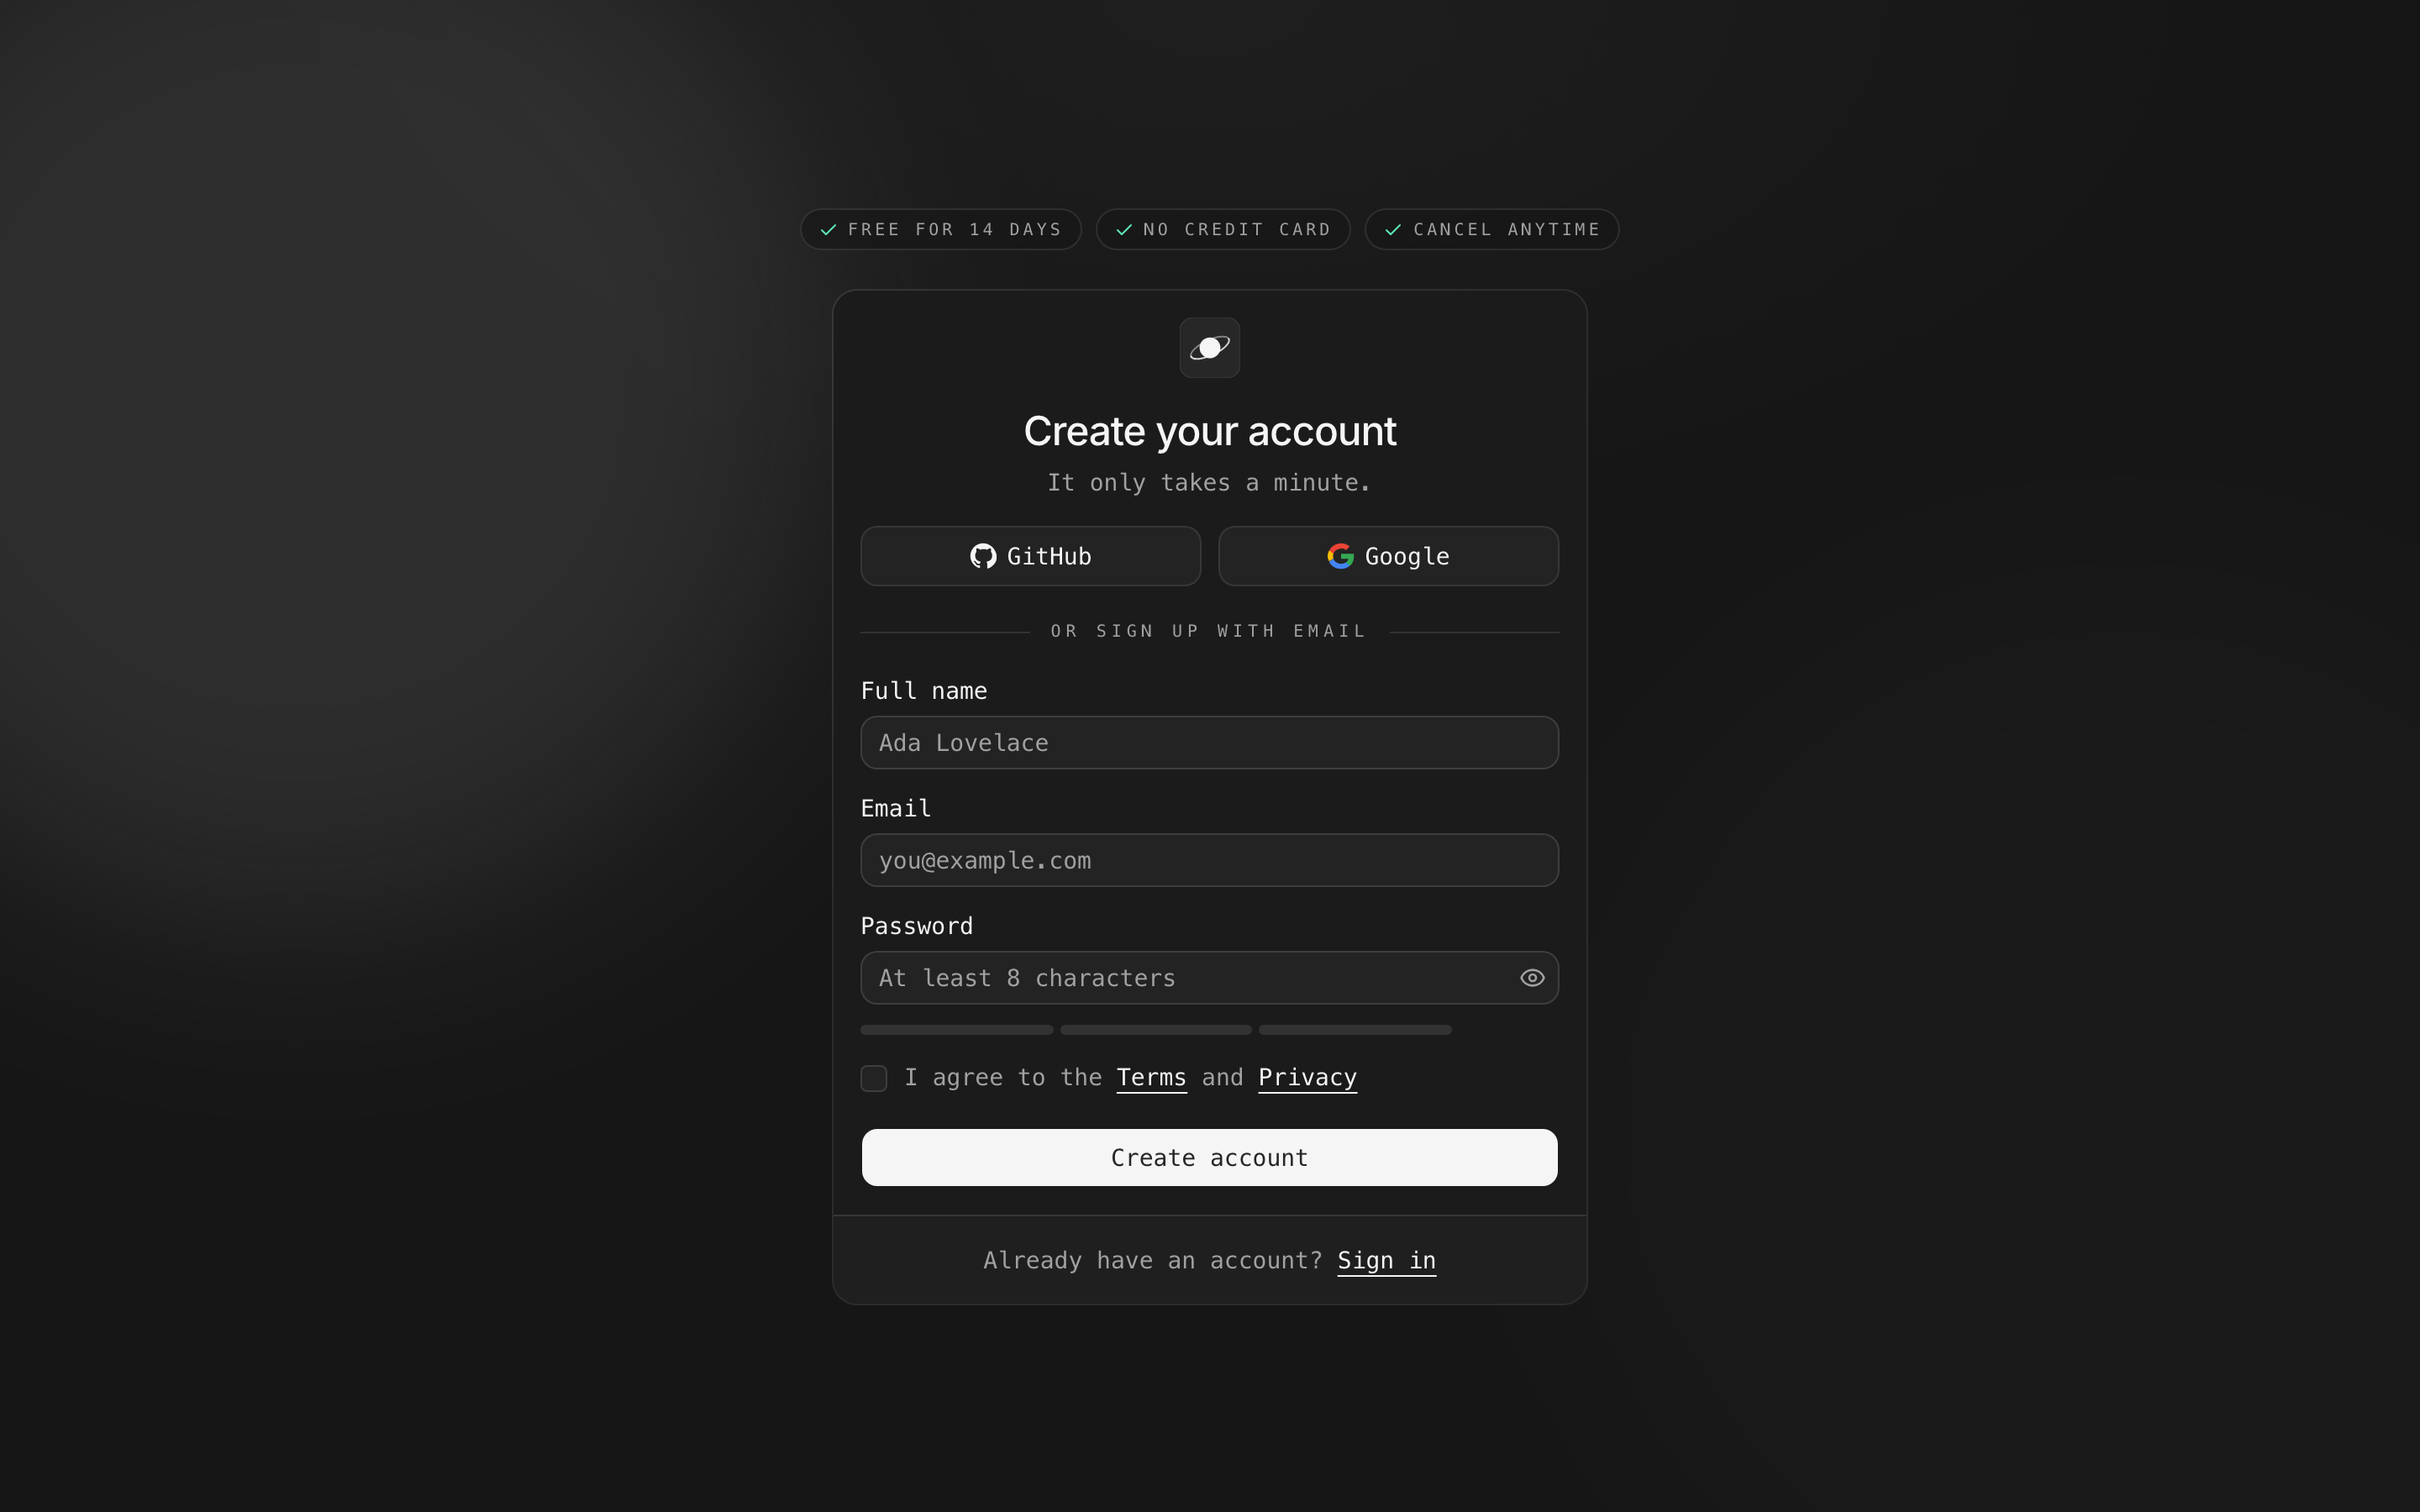 FREE FOR 14 DAYS NO CREDIT CARD CANCEL ANYTIME
Create your account
It only takes a minute.
GitHub Google
OR SIGN UP WITH EMAIL
Full name
Ada Lovelace
Email
you@example.com
Password
At least 8 characters
I agree to the Terms and Privacy
Create account
Already have an account? Sign in